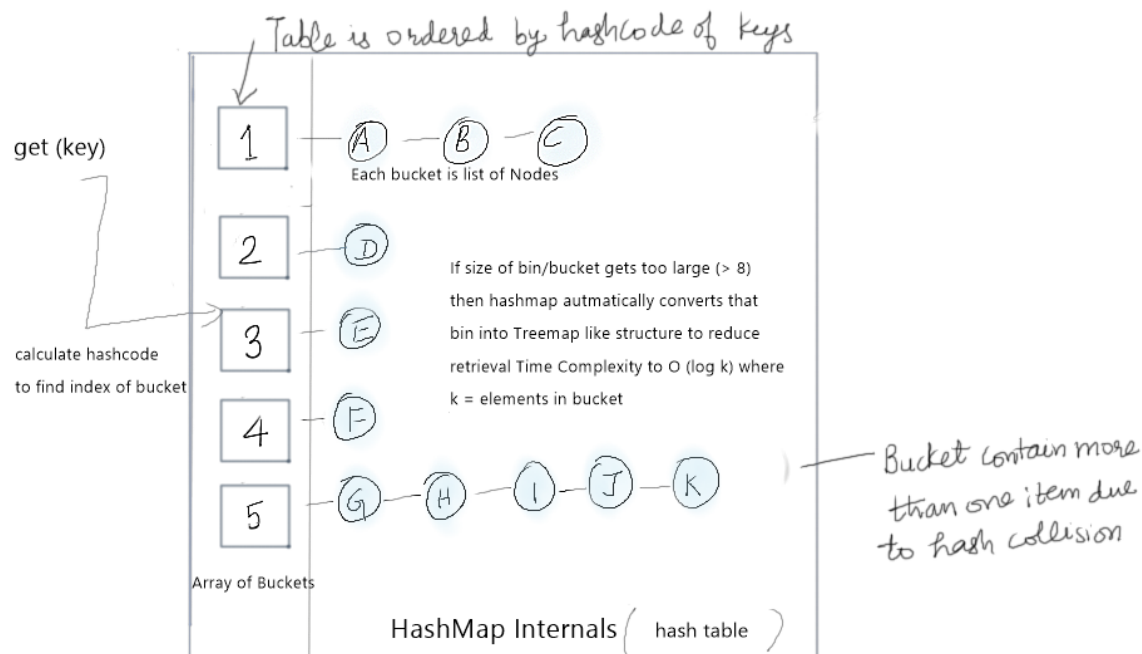 Table is ordered by hashcode of keys
get (key)
1
A
B
C
Each bucket is list of Nodes
2
D
If size of bin/bucket gets too large (> 8)
then hashmap autmatically converts that
bin into Treemap like structure to reduce
retrieval Time Complexity to O (log k) where
k = elements in bucket
3
E
calculate hashcode
to find index of bucket
4
F
5
G
H
I
J
K
Bucket contain more
than one item due
to hash collision
Array of Buckets
HashMap Internals ( hash table )